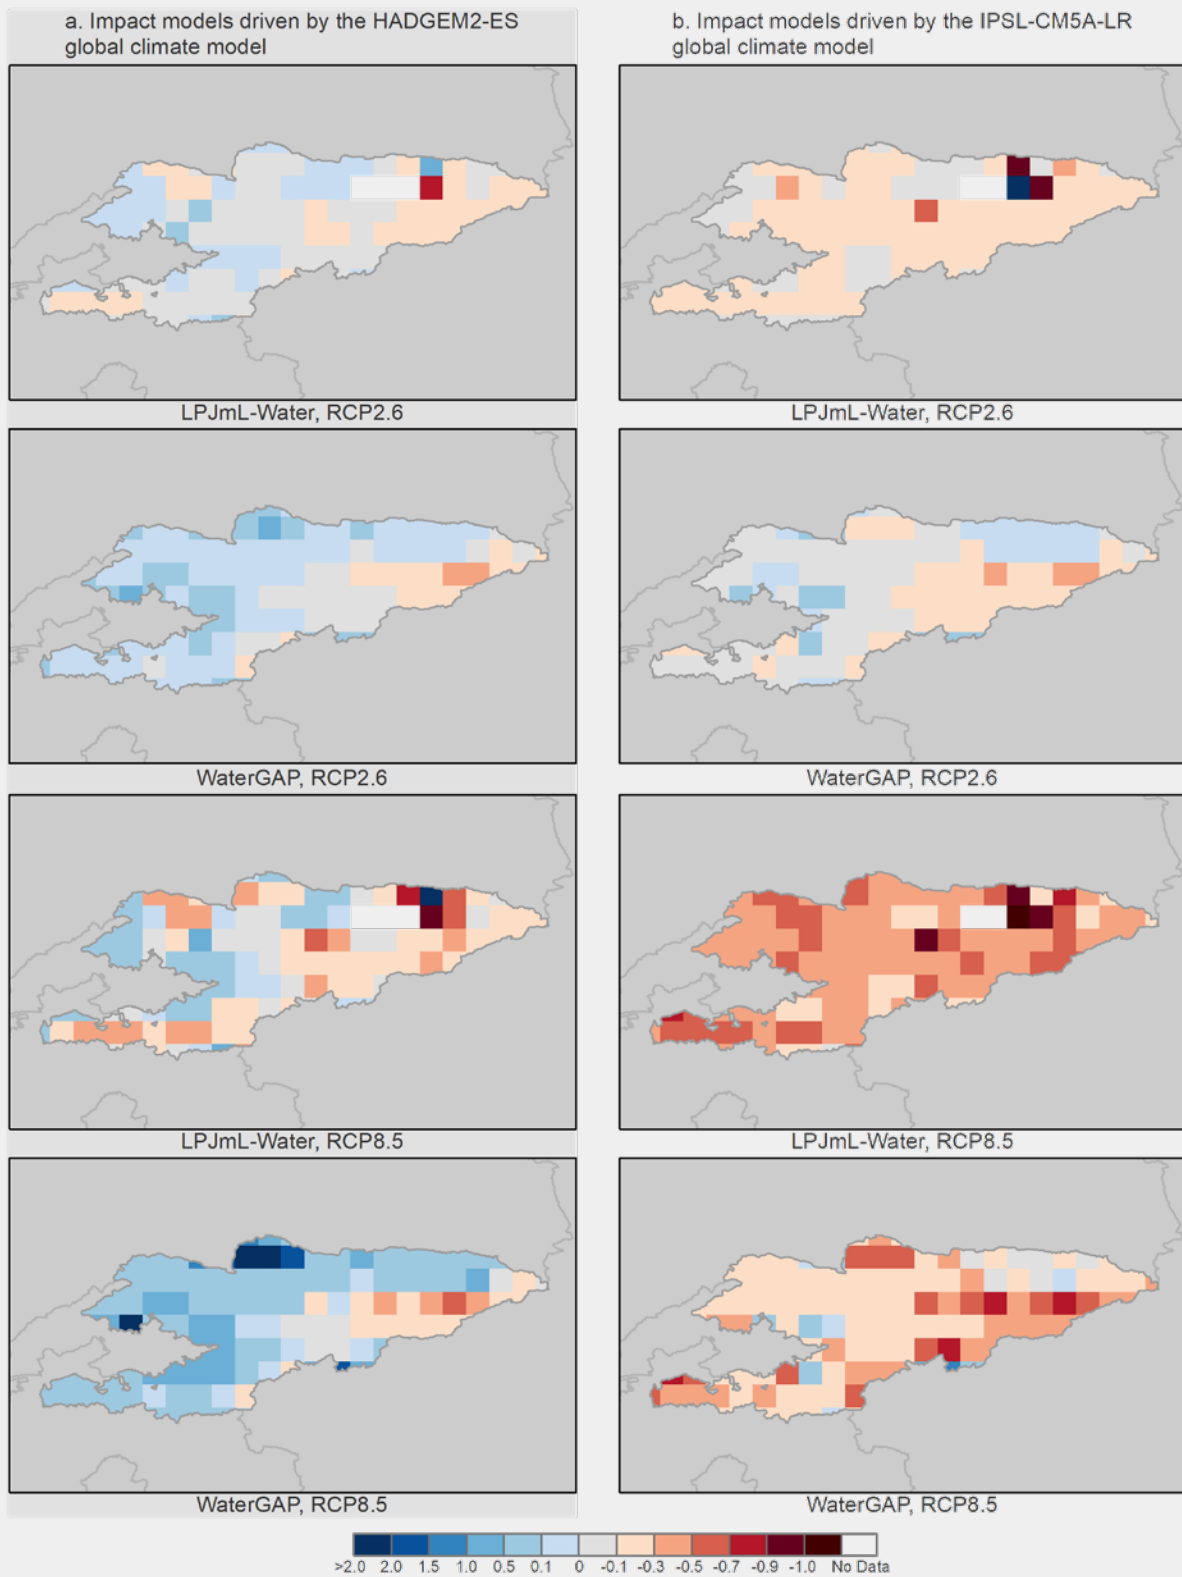 a. Impact models driven by the HADGEM2-ES
global climate model
b. Impact models driven by the IPSL-CM5A-LR
global climate model
LPJmL-Water, RCP2.6
LPJmL-Water, RCP2.6
WaterGAP, RCP2.6
WaterGAP, RCP2.6
LPJmL-Water, RCP8.5
LPJmL-Water, RCP8.5
WaterGAP, RCP8.5
WaterGAP, RCP8.5
>2.0 2.0 1.5 1.0 0.5 0.1 0 -0.1 -0.3 -0.5 -0.7 -0.9 -1.0 No Data